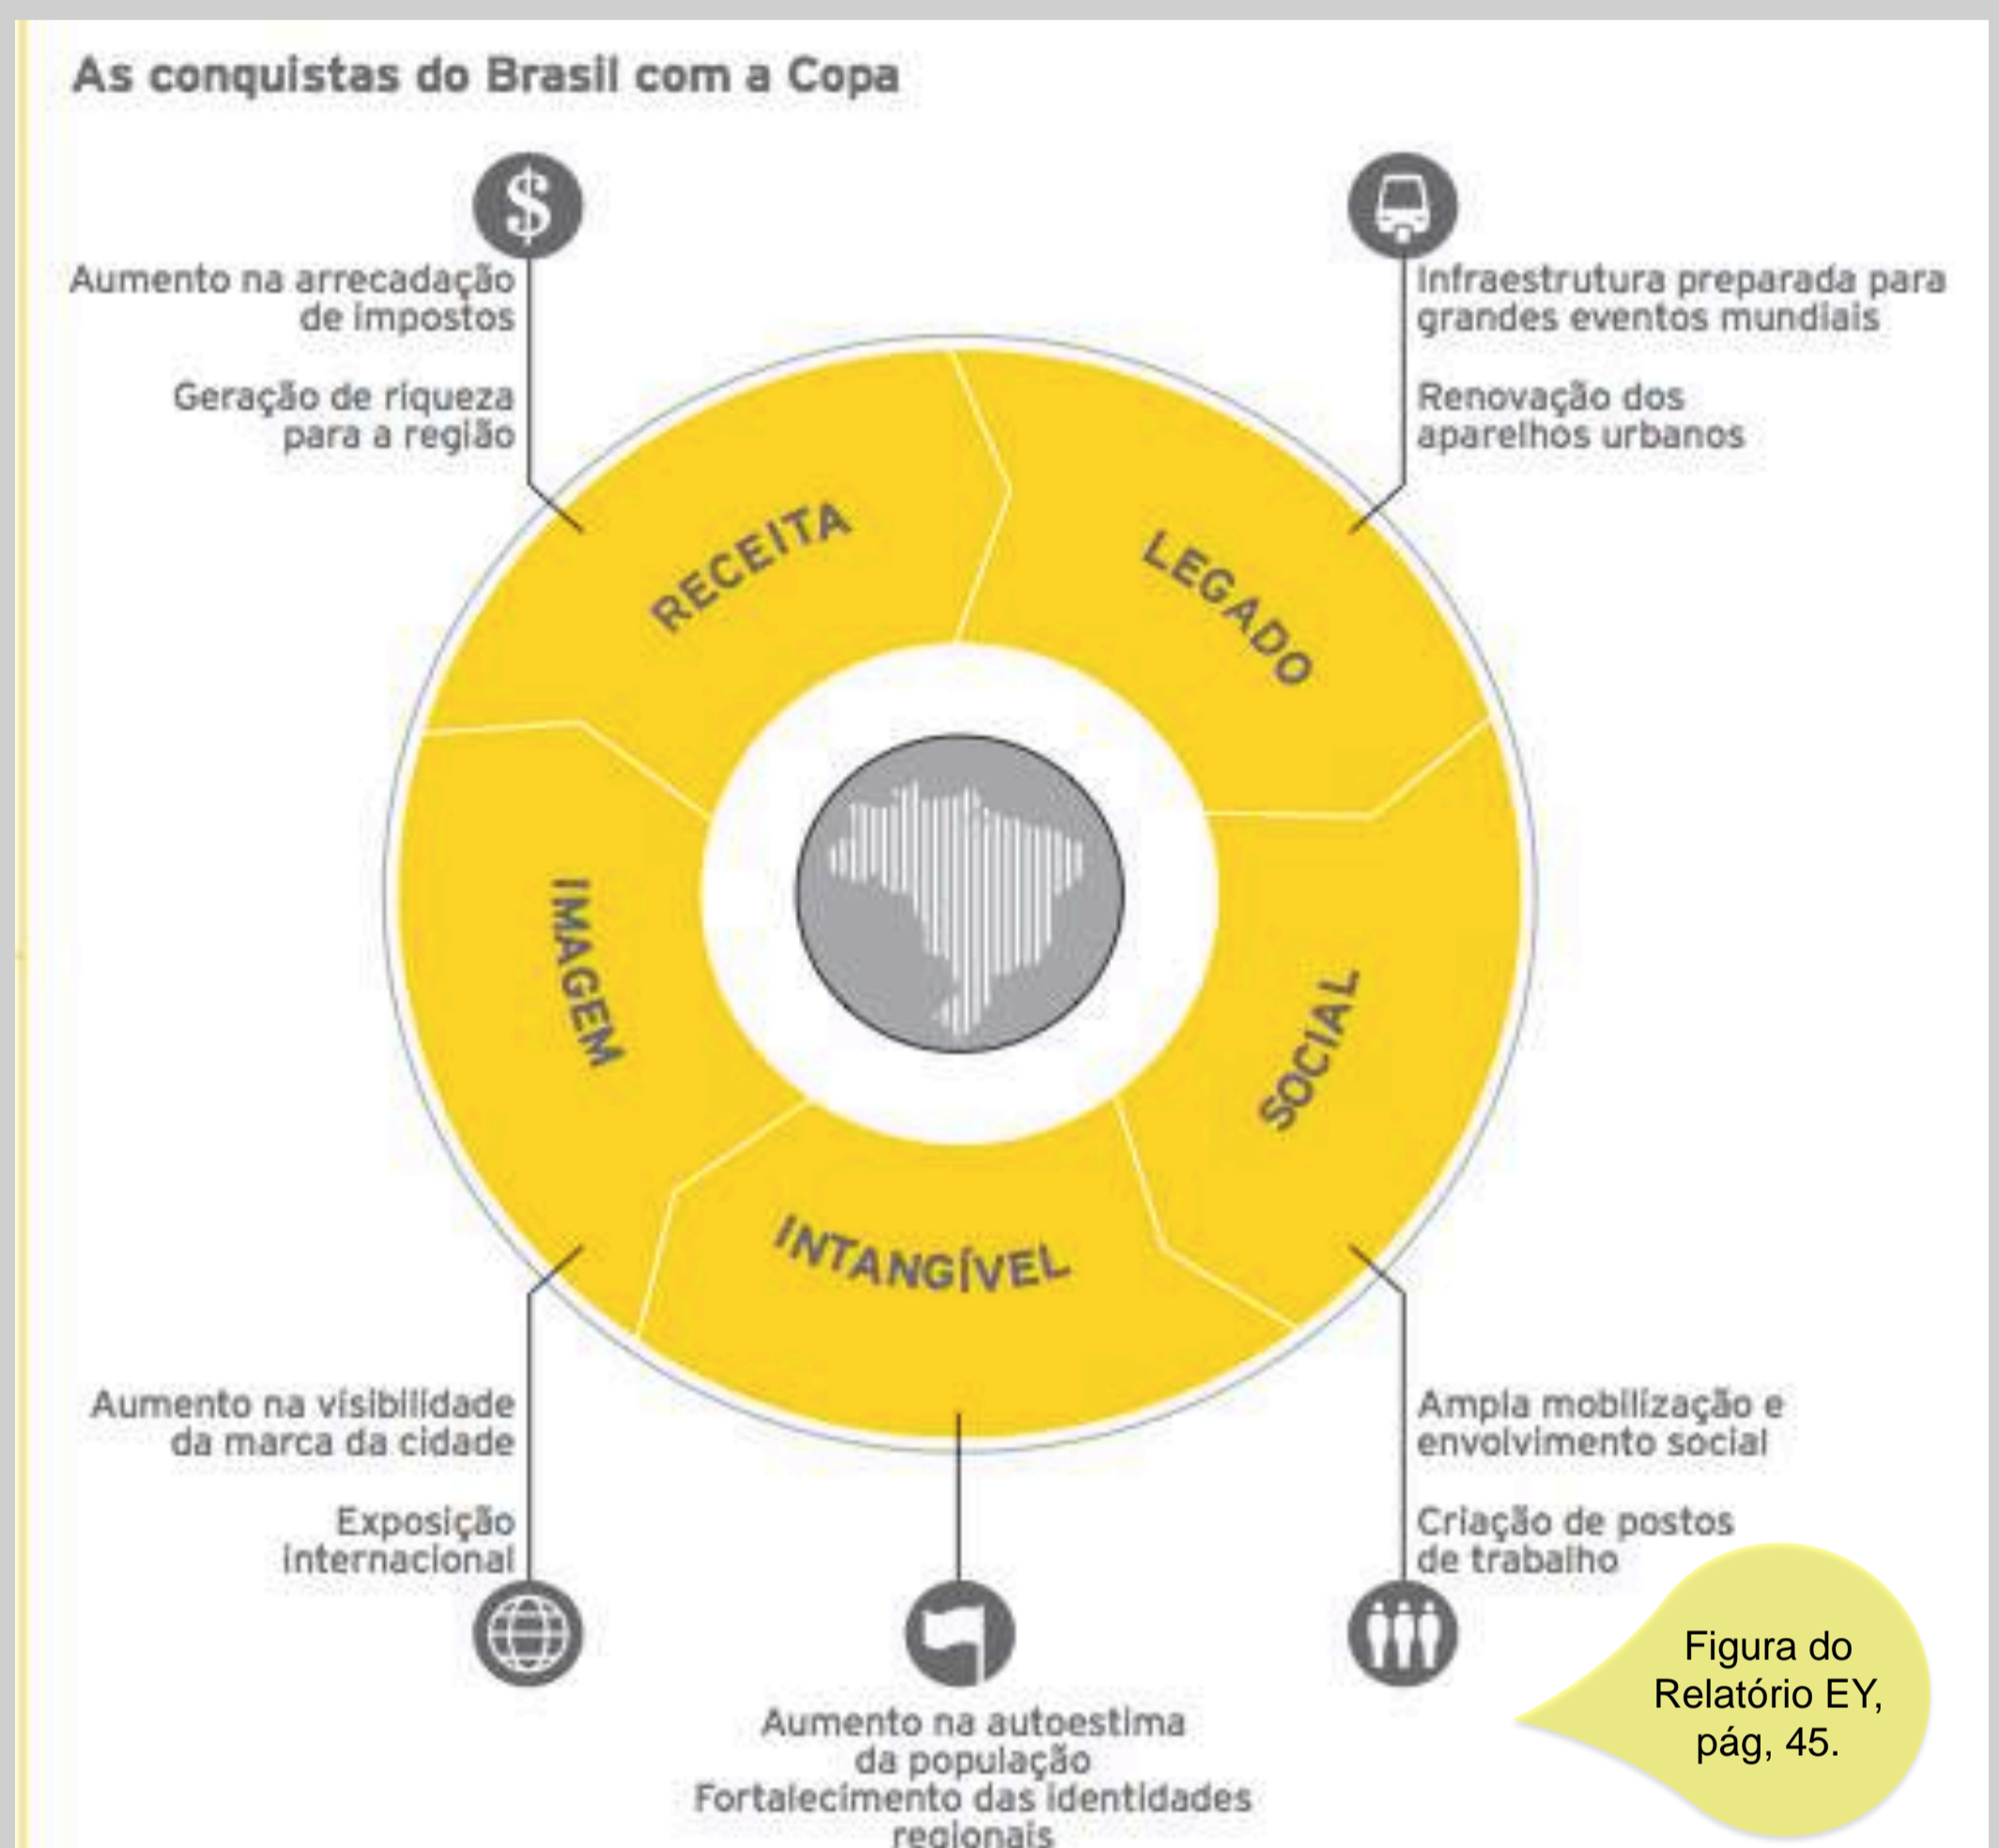 As conquistas do Brasil com a Copa
$
Aumento na arrecadação
de impostos
Geração de riqueza
para a região
Infraestrutura preparada para
grandes eventos mundiais
Renovação dos
aparelhos urbanos
RECEITA
LEGADO
IMAGEM
SOCIAL
INTANGÍVEL
Aumento na visibilidade
da marca da cidade
Exposição
internacional
Ampla mobilização e
envolvimento social
Criação de postos
de trabalho
Aumento na autoestima
da população
Fortalecimento das identidades
regionais
Figura do
Relatório EY,
pág, 45.